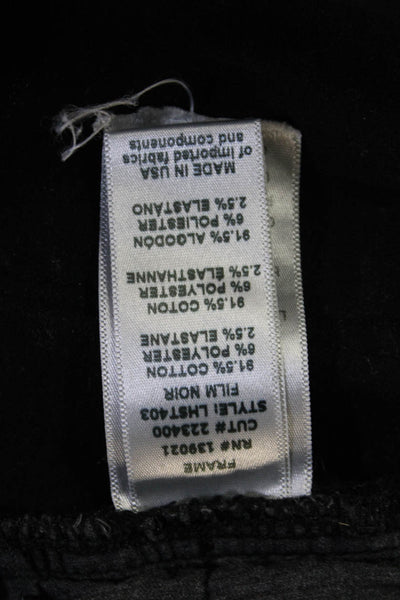 FRAME
RN# 139021
CUT# 223400
STYLE: LHST403
FILM NOIR
91.5% COTTON
6% POLYESTER
2.5% ELASTANE
91.5% COTON
6% POLYESTER
2.5% ÉLASTHANNE
91.5% ALGODÓN
6% POLIESTER
2.5% ELASTANO
MADE IN USA
of imported fabrics
and components